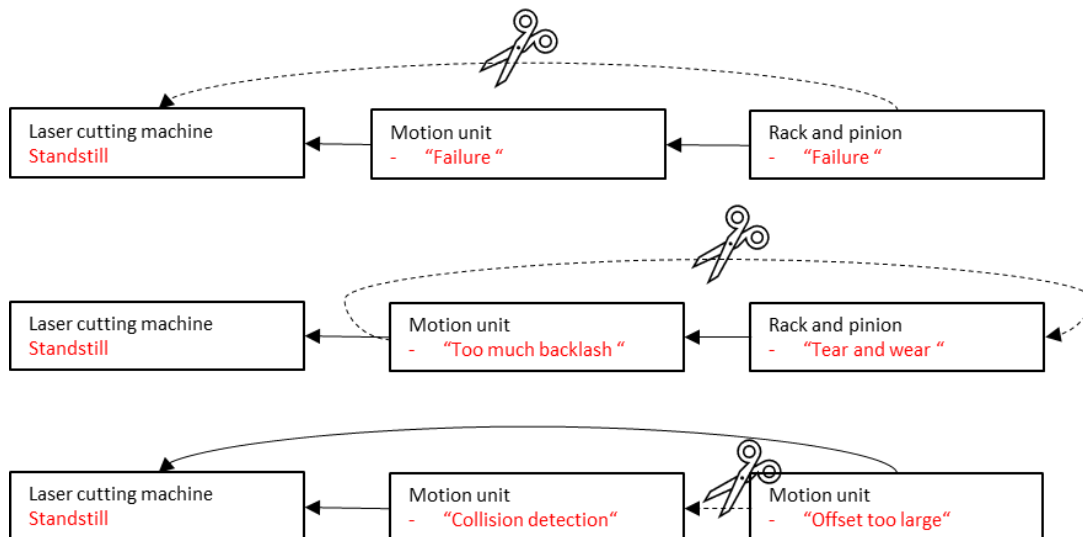 Laser cutting machine
Standstill
Motion unit
- “Failure “
Rack and pinion
- “Failure “
Laser cutting machine
Standstill
Motion unit
- “Too much backlash “
Rack and pinion
- “Tear and wear “
Laser cutting machine
Standstill
Motion unit
- “Collision detection“
Motion unit
- “Offset too large“